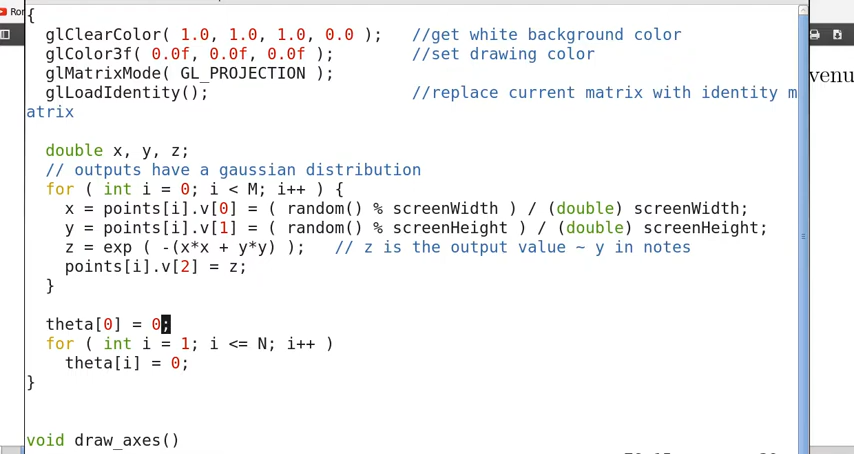 Ror
{
glClearColor( 1.0, 1.0, 1.0, 0.0 ); //get white background color
glColor3f( 0.0f, 0.0f, 0.0f ); //set drawing color
glMatrixMode( GL_PROJECTION );
venu
glLoadIdentity(); //replace current matrix with identity m
atrix
double x, y, z;
// outputs have a gaussian distribution
for ( int i = 0; i < M; i++ ) {
x = points[i].v[0] = ( random() % screenWidth ) / (double) screenWidth;
y = points[i].v[1] = ( random() % screenHeight ) / (double) screenHeight;
z = exp ( -(x*x + y*y) ); // z is the output value ~ y in notes
points[i].v[2] = z;
}
theta[0] = 0;
for ( int i = 1; i <= N; i++ )
theta[i] = 0;
}
void draw_axes()